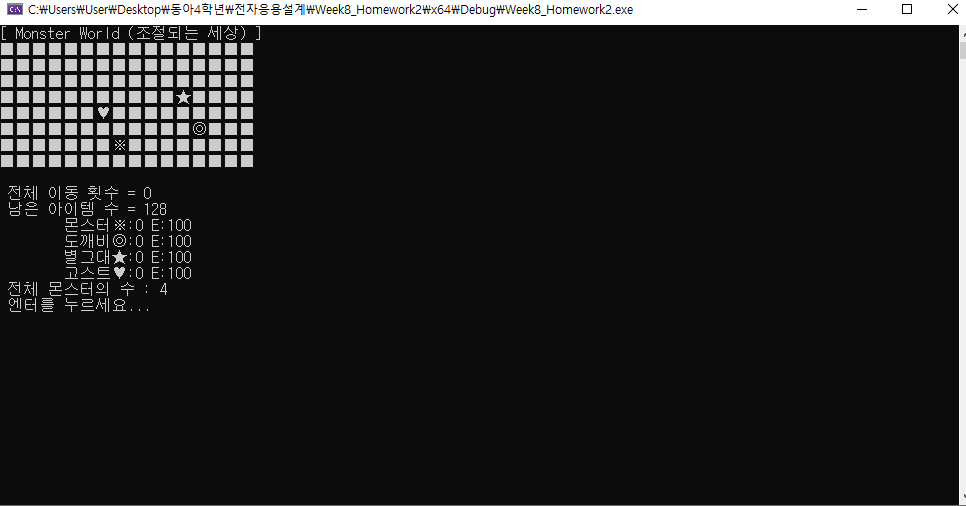 C:\Users\User\Desktop\동아4학년\전자응용설계\Week8_Homework2\x64\Debug\Week8_Homework2.exe
[ Monster World (조절되는 세상) ]
■■■■■■■■■■■■■■■■
■■■■■■■■■■■■■■■■
■■■■■■■■■■■■■■■■
■■■■■■■■■■■★■■■■
■■■■■■♥■■■■■■■■■
■■■■■■■■■■■■◎■■■
■■■■■■■※■■■■■■■■
■■■■■■■■■■■■■■■■
전체 이동 횟수 = 0
남은 아이템 수 = 128
몬스터※:0 E:100
도깨비◎:0 E:100
별그대★:0 E:100
고스트♥:0 E:100
전체 몬스터의 수 : 4
엔터를 누르세요...